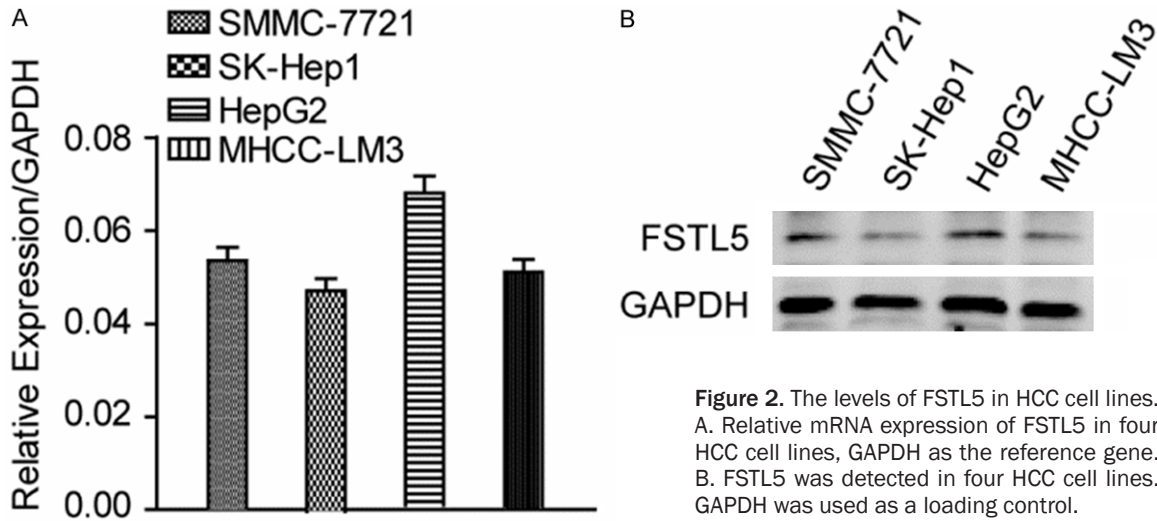 A
SMMC-7721
SK-Hep1
HepG2
MHCC-LM3
Relative Expression/GAPDH
0.08
0.06
0.04
0.02
0.00
B
SMMC-7721
SK-Hep1
HepG2
MHCC-LM3
FSTL5
GAPDH
Figure 2. The levels of FSTL5 in HCC cell lines.
A. Relative mRNA expression of FSTL5 in four
HCC cell lines, GAPDH as the reference gene.
B. FSTL5 was detected in four HCC cell lines.
GAPDH was used as a loading control.